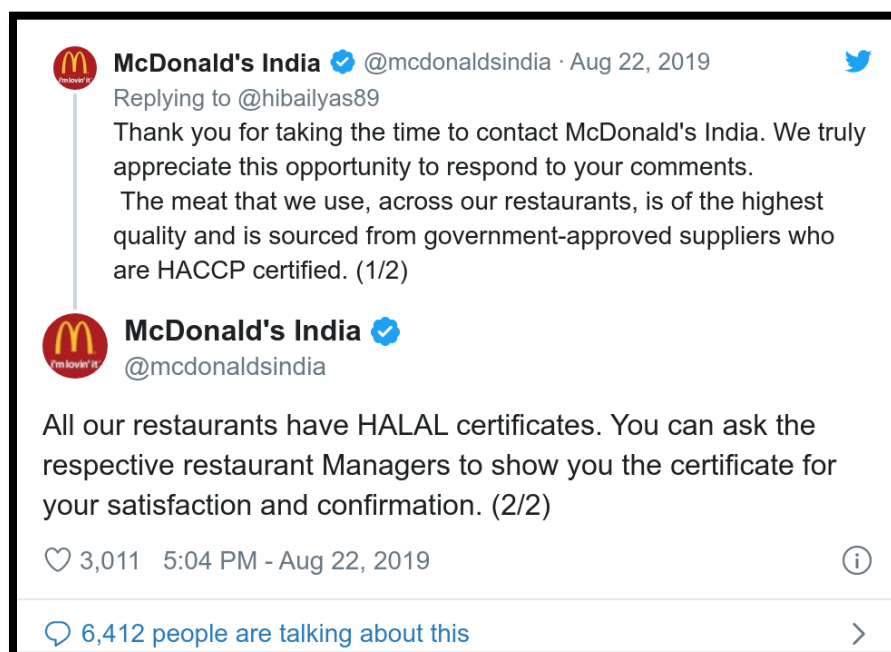 McDonald's India @mcdonaldsindia · Aug 22, 2019
Replying to @hibailyas89
Thank you for taking the time to contact McDonald's India. We truly
appreciate this opportunity to respond to your comments.
The meat that we use, across our restaurants, is of the highest
quality and is sourced from government-approved suppliers who
are HACCP certified. (1/2)
i'm lovin' it
McDonald's India
@mcdonaldsindia
i'm lovin' it
All our restaurants have HALAL certificates. You can ask the
respective restaurant Managers to show you the certificate for
your satisfaction and confirmation. (2/2)
3,011 5:04 PM - Aug 22, 2019
6,412 people are talking about this